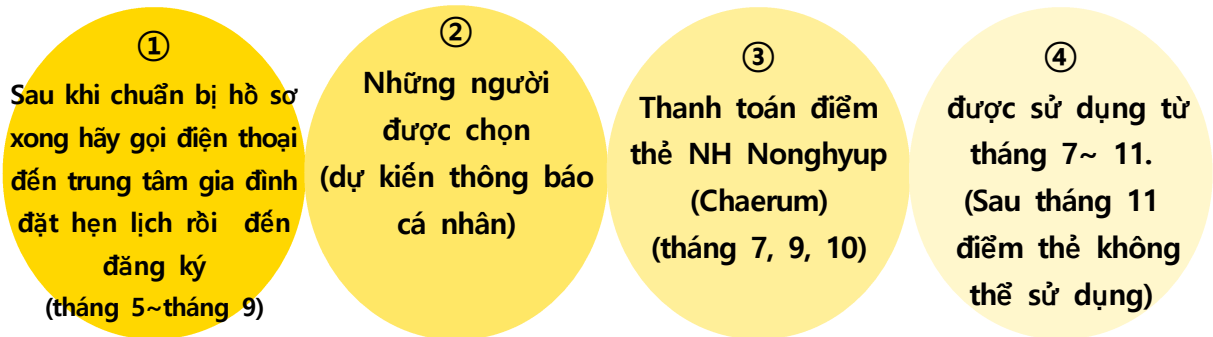 ①
Sau khi chuẩn bị hồ sơ
xong hãy gọi điện thoại
đến trung tâm gia đình
đặt hẹn lịch rồi đến
đăng ký
(tháng 5~tháng 9)
②
Những người
được chọn
(dự kiến thông báo
cá nhân)
③
Thanh toán điểm
thẻ NH Nonghyup
(Chaerum)
(tháng 7, 9, 10)
④
được sử dụng từ
tháng 7~ 11.
(Sau tháng 11
điểm thẻ không
thể sử dụng)